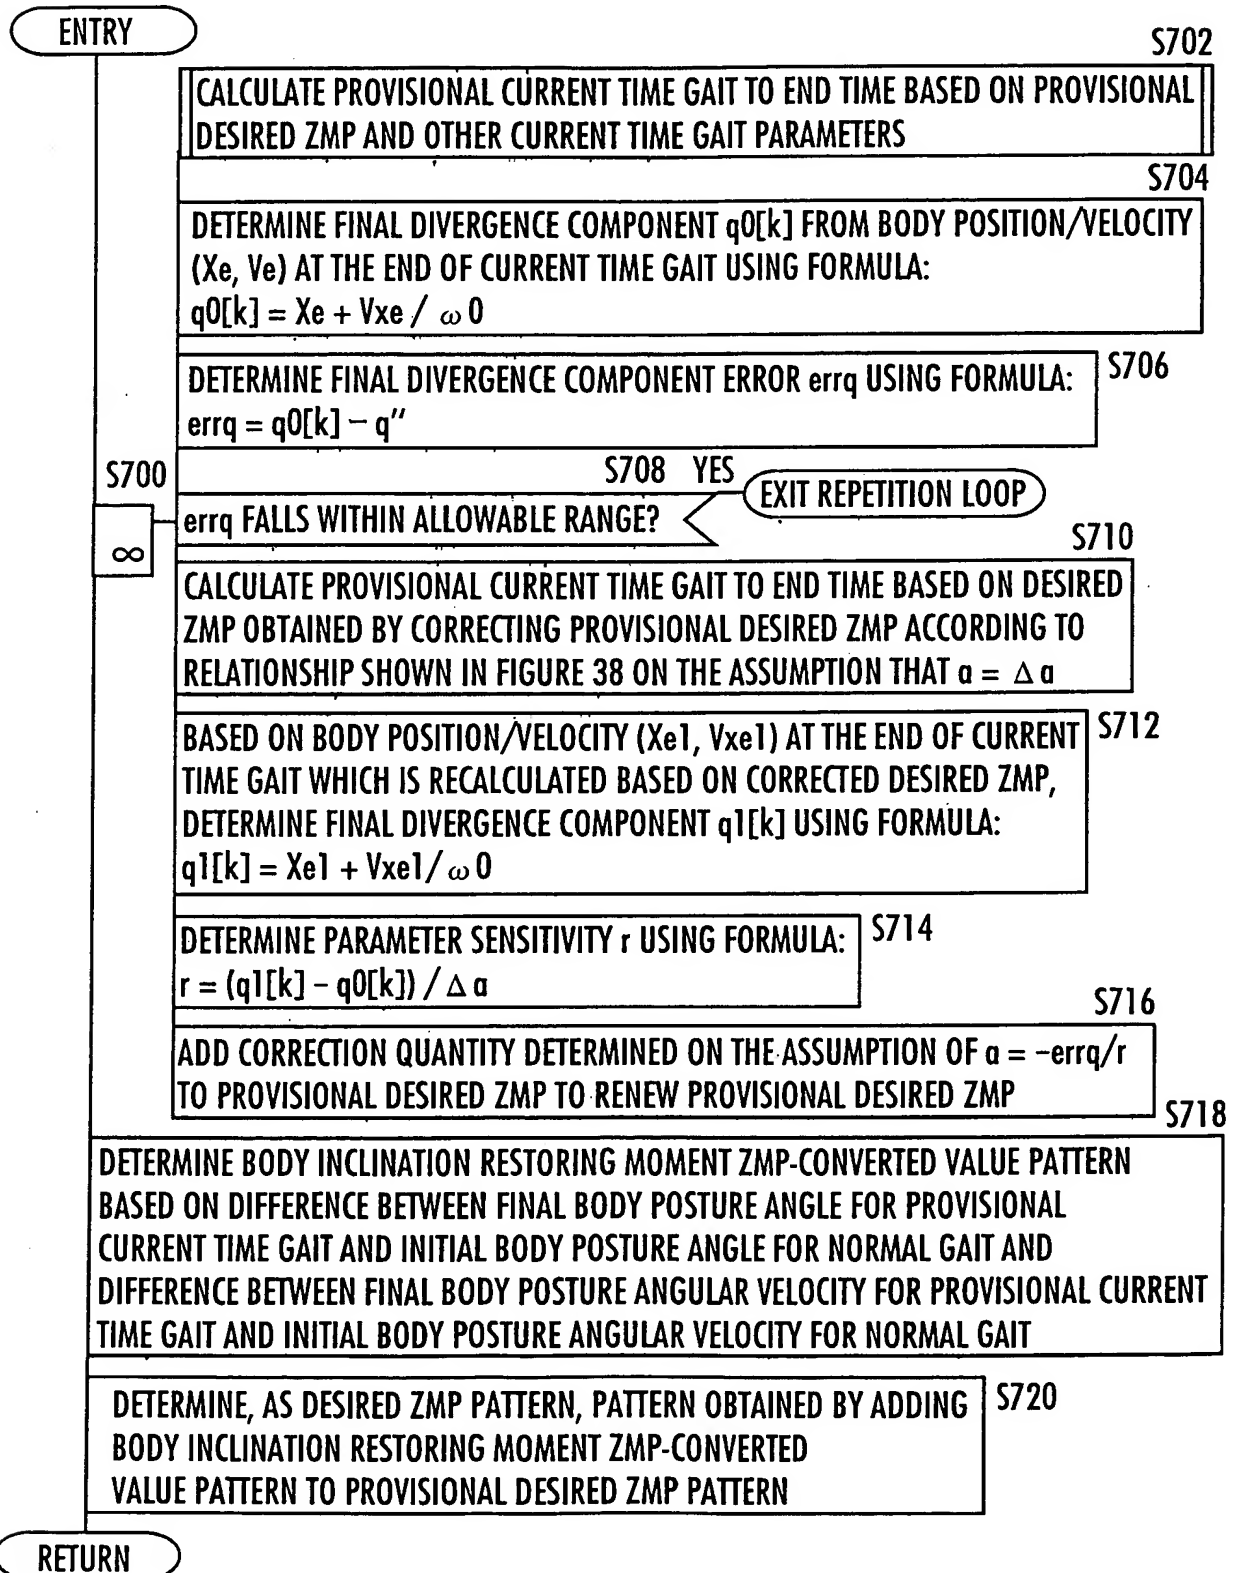 ENTRY
S702
CALCULATE PROVISIONAL CURRENT TIME GAIT TO END TIME BASED ON PROVISIONAL
DESIRED ZMP AND OTHER CURRENT TIME GAIT PARAMETERS
S704
DETERMINE FINAL DIVERGENCE COMPONENT q0[k] FROM BODY POSITION/VELOCITY
(Xe, Ve) AT THE END OF CURRENT TIME GAIT USING FORMULA:
q0[k] = Xe + Vxe / ω 0
DETERMINE FINAL DIVERGENCE COMPONENT ERROR errq USING FORMULA:
S706
errq = q0[k] − q″
S700
S708 YES
EXIT REPETITION LOOP
errq FALLS WITHIN ALLOWABLE RANGE?
∞
S710
CALCULATE PROVISIONAL CURRENT TIME GAIT TO END TIME BASED ON DESIRED
ZMP OBTAINED BY CORRECTING PROVISIONAL DESIRED ZMP ACCORDING TO
RELATIONSHIP SHOWN IN FIGURE 38 ON THE ASSUMPTION THAT a = Δ a
BASED ON BODY POSITION/VELOCITY (Xe1, Vxe1) AT THE END OF CURRENT
S712
TIME GAIT WHICH IS RECALCULATED BASED ON CORRECTED DESIRED ZMP,
DETERMINE FINAL DIVERGENCE COMPONENT q1[k] USING FORMULA:
q1[k] = Xe1 + Vxe1/ ω 0
DETERMINE PARAMETER SENSITIVITY r USING FORMULA:
S714
r = (q1[k] − q0[k]) / Δ a
S716
ADD CORRECTION QUANTITY DETERMINED ON THE ASSUMPTION OF a = −errq/r
TO PROVISIONAL DESIRED ZMP TO RENEW PROVISIONAL DESIRED ZMP
S718
DETERMINE BODY INCLINATION RESTORING MOMENT ZMP-CONVERTED VALUE PATTERN
BASED ON DIFFERENCE BETWEEN FINAL BODY POSTURE ANGLE FOR PROVISIONAL
CURRENT TIME GAIT AND INITIAL BODY POSTURE ANGLE FOR NORMAL GAIT AND
DIFFERENCE BETWEEN FINAL BODY POSTURE ANGULAR VELOCITY FOR PROVISIONAL CURRENT
TIME GAIT AND INITIAL BODY POSTURE ANGULAR VELOCITY FOR NORMAL GAIT
DETERMINE, AS DESIRED ZMP PATTERN, PATTERN OBTAINED BY ADDING
S720
BODY INCLINATION RESTORING MOMENT ZMP-CONVERTED
VALUE PATTERN TO PROVISIONAL DESIRED ZMP PATTERN
RETURN